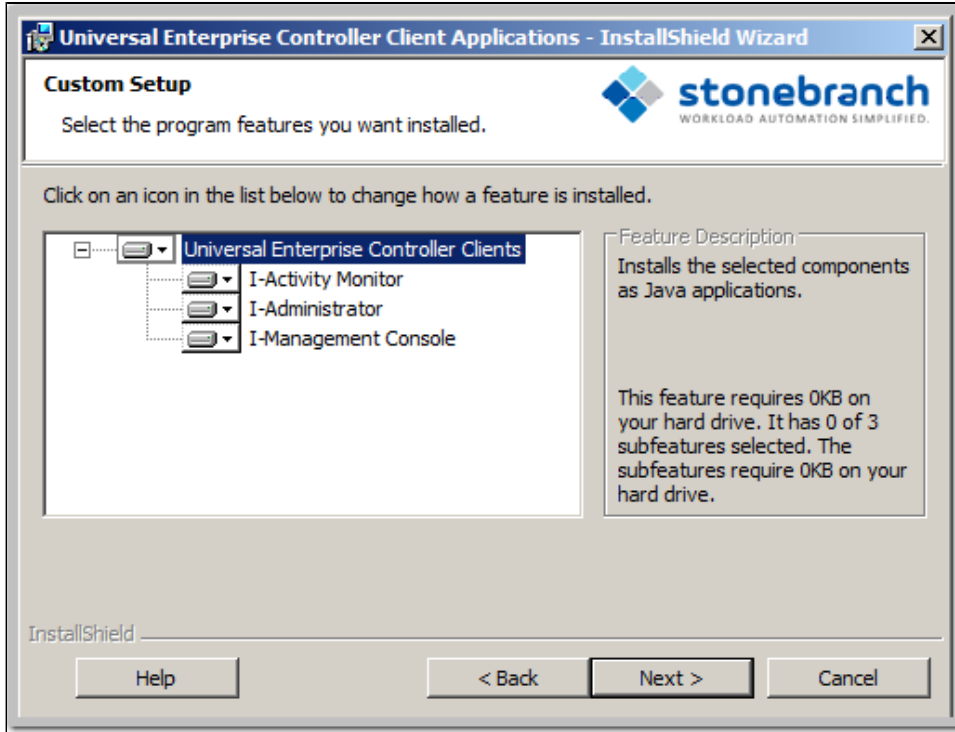 Universal Enterprise Controller Client Applications - InstallShield Wizard
Custom Setup
Select the program features you want installed.
stonebranch
WORKLOAD AUTOMATION SIMPLIFIED.
Click on an icon in the list below to change how a feature is installed.
Universal Enterprise Controller Clients
I-Activity Monitor
I-Administrator
I-Management Console
Feature Description
Installs the selected components
as Java applications.
This feature requires 0KB on
your hard drive. It has 0 of 3
subfeatures selected. The
subfeatures require 0KB on your
hard drive.
InstallShield
Help
< Back
Next >
Cancel